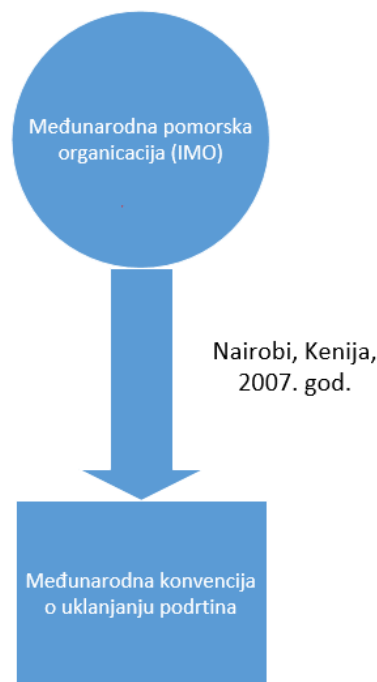 Međunarodna pomorska
organicacija (IMO)
Nairobi, Kenija,
2007. god.
Međunarodna konvencija
o uklanjanju podrtina